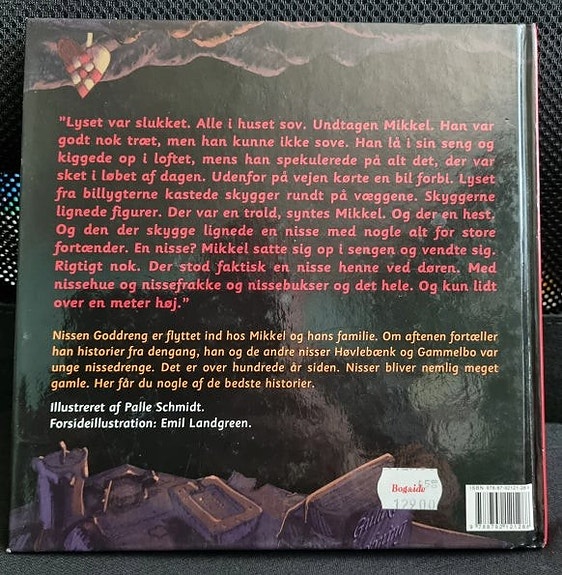 "Lyset var slukket. Alle i huset sov. Undtagen Mikkel. Han var
godt nok træt, men han kunne ikke sove. Han lå i sin seng og
kiggede op i loftet, mens han spekulerede på alt det, der var
sket i løbet af dagen. Udenfor på vejen kørte en bil forbi. Lyset
fra billygterne kastede skygger rundt på væggene. Skyggerne
lignede figurer. Der var en trold, syntes Mikkel. Og der en hest.
Og den der skygge lignede en nisse med nogle alt for store
fortænder. En nisse? Mikkel satte sig op i sengen og vendte sig.
Rigtigt nok. Der stod faktisk en nisse henne ved døren. Med
nissehue og nissefrakke og nissebukser og det hele. Og kun lidt
over en meter høj."
Nissen Goddreng er flyttet ind hos Mikkel og hans familie. Om aftenen fortæller
han historier fra dengang, han og de andre nisser Høvlebænk og Gammelbo var
unge nissedrenge. Det er over hundrede år siden. Nisser bliver nemlig meget
gamle. Her får du nogle af de bedste historier.
Illustreret af Palle Schmidt.
Forsideillustration: Emil Landgreen.
Bog&ide
12900